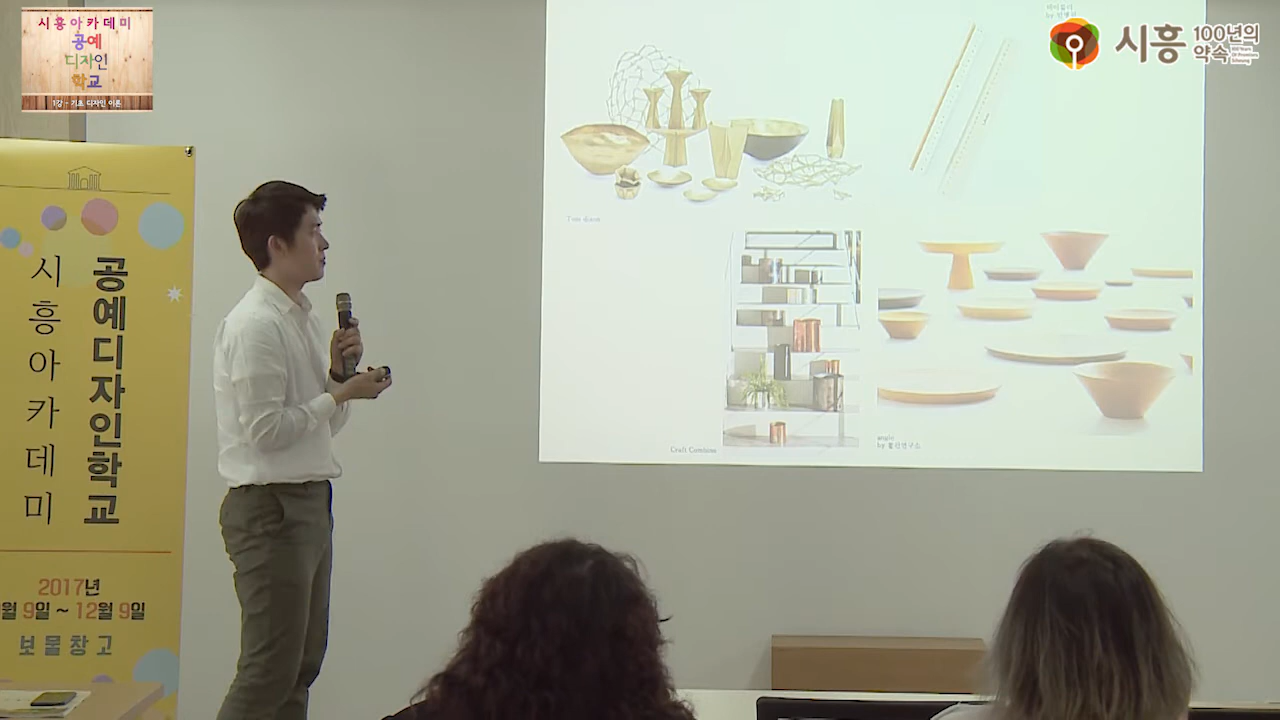 시흥아카데미
공예
디자인
학교
1강 - 기초 디자인 이론
시흥
100년의
약속
시흥아카데미
공예디자인학교
2017년
월 9일 ~ 12월 9일
보물창고
Tom dixon
Craft Combine